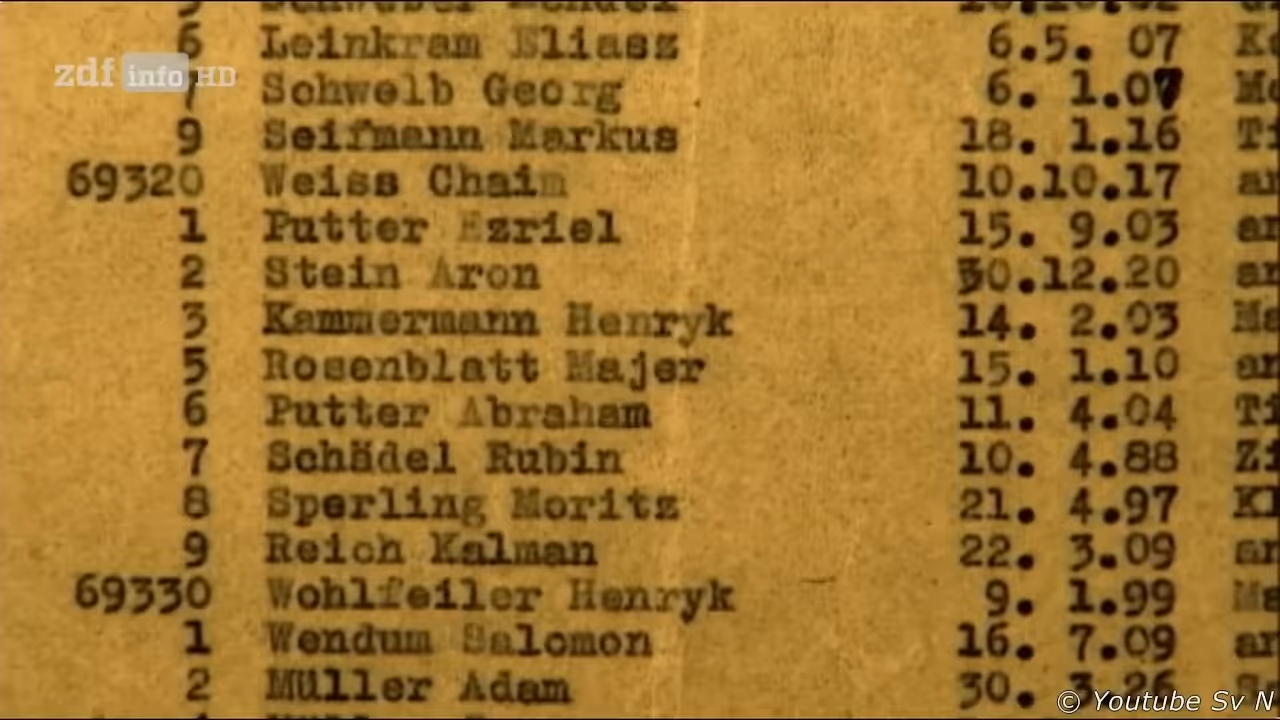 6 Leinkram Eliasz 6.5. 07
zdf info HD
7 Schwelb Georg 6. 1.07
9 Seifmann Markus 18. 1.16
69320 Weiss Chaim 10.10.17
1 Putter Ezriel 15. 9.03
2 Stein Aron 30.12.20
3 Kammermann Henryk 14. 2.03
5 Rosenblatt Majer 15. 1.10
6 Putter Abraham 11. 4.04
7 Schädel Rubin 10. 4.88
8 Sperling Moritz 21. 4.97
9 Reich Kalman 22. 3.09
69330 Wohlfeiler Henryk 9. 1.99
1 Wendum Salomon 16. 7.09
2 Müller Adam 30. 3.26
© Youtube Sv N